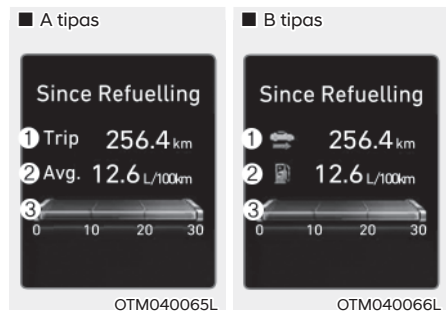 ■ A tipas
Since Refuelling
1 Trip 256.4 km
2 Avg. 12.6 L/100km
3
0 10 20 30
OTM040065L
■ B tipas
Since Refuelling
1 256.4 km
2 12.6 L/100km
3
0 10 20 30
OTM040066L